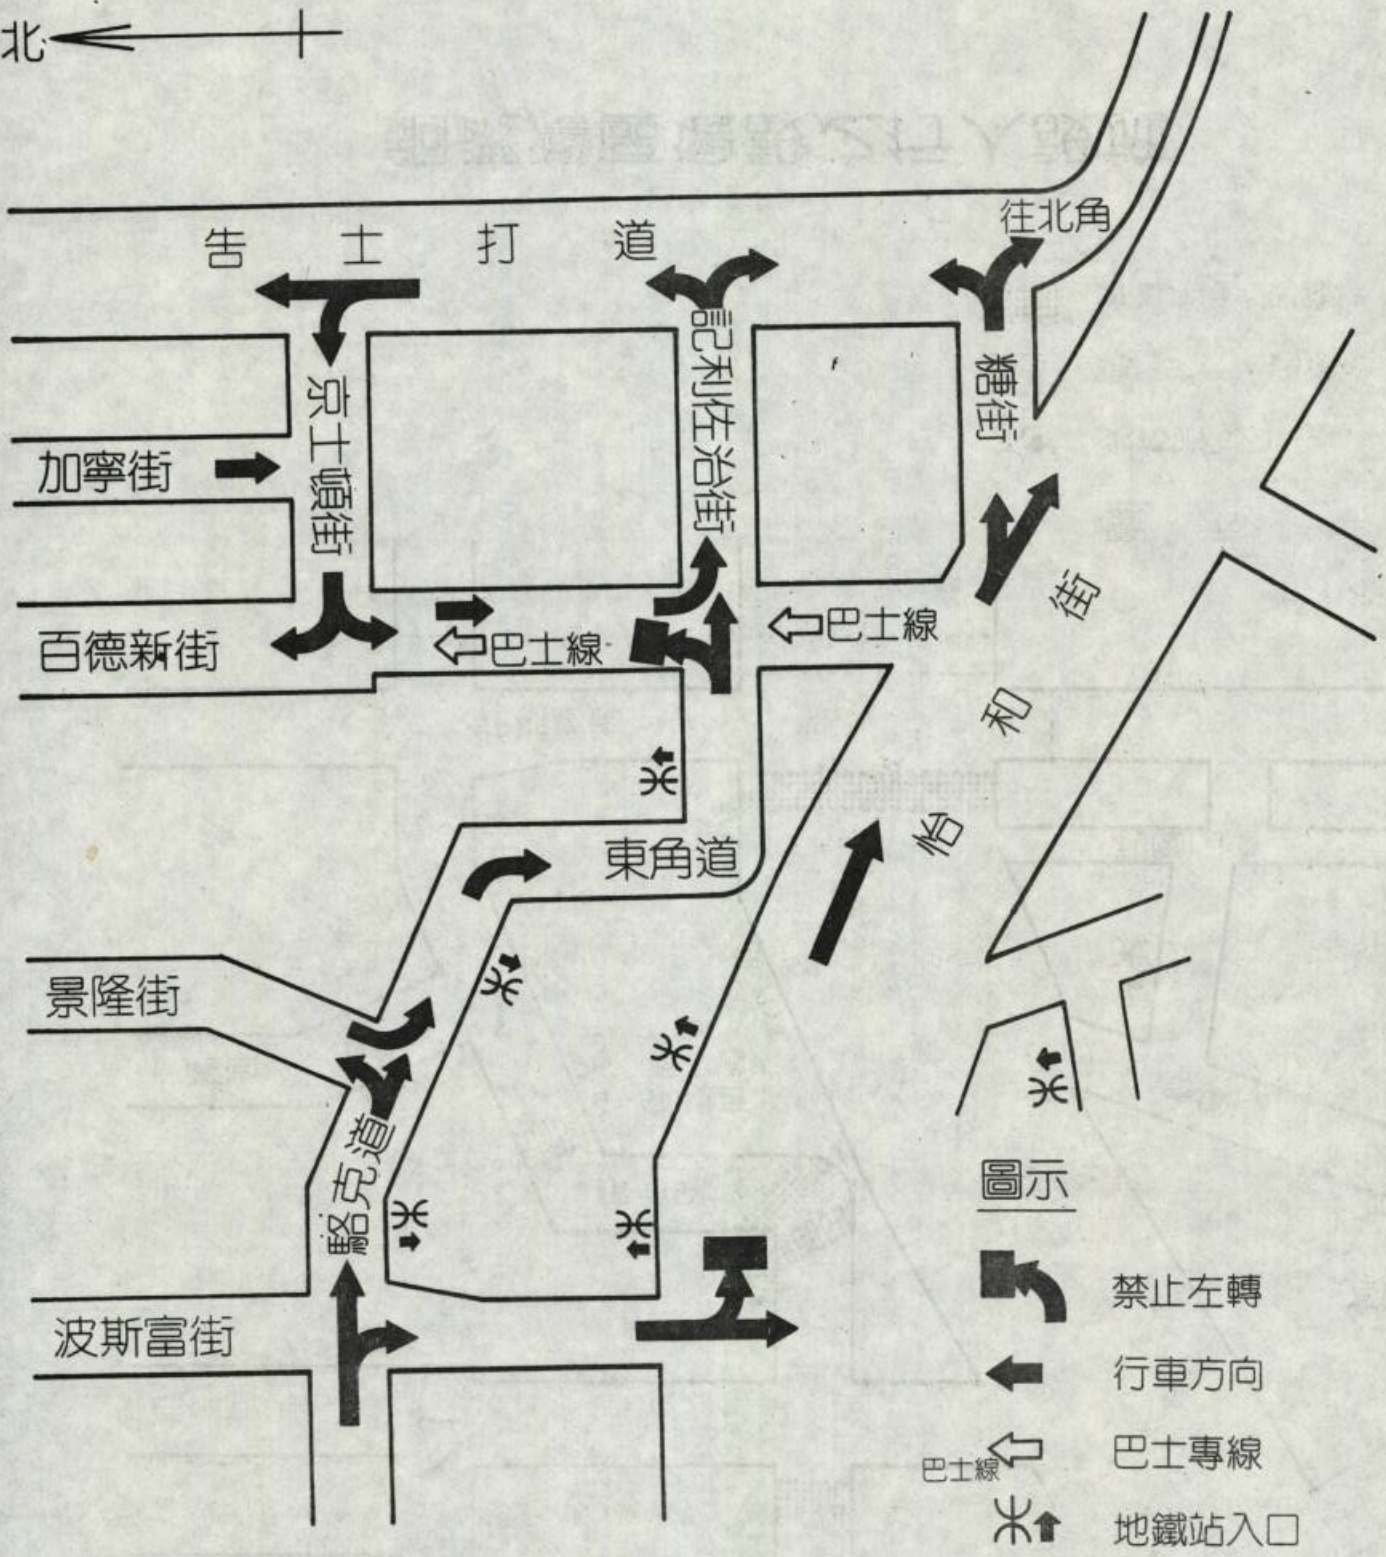 北
告士打道
往北角
京士頓街
記利佐治街
糖街
加寧街
百德新街
巴士線
巴士線
怡和街
東角道
景隆街
駱克道
波斯富街
圖示
禁止左轉
行車方向
巴士線
巴士專線
地鐵站入口